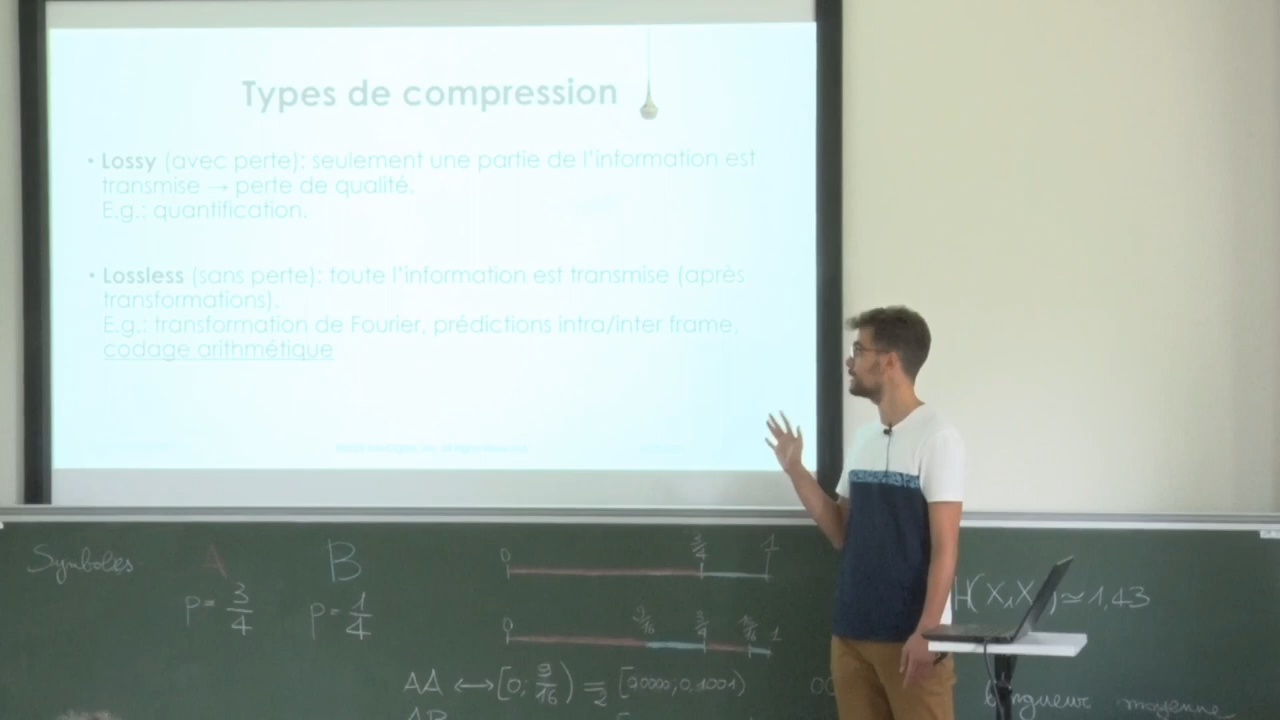 Types de compression
• Lossy (avec perte): seulement une partie de l'information est
transmise → perte de qualité.
E.g.: quantification.
• Lossless (sans perte): toute l'information est transmise (après
transformations).
E.g.: transformation de Fourier, prédictions intra/inter frame,
codage arithmétique
Symboles
A
B
p= 3/4
p= 1/4
0 3/4 1
0 9/16 3/4 15/16 1
AA ↔ [0; 9/16) =2 [0,0000; 0,1001)
≃ 1,43
longueur moyenne